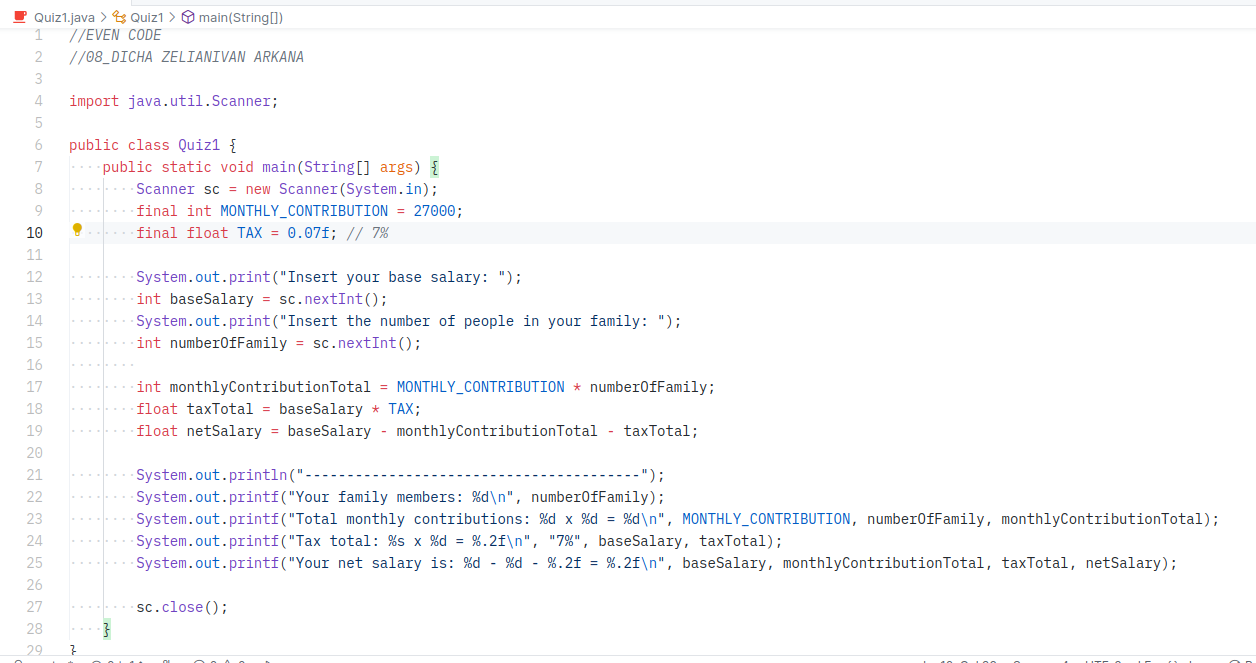 Quiz1.java > Quiz1 > main(String[])
1 //EVEN CODE
2 //08_DICHA ZELIANIVAN ARKANA
3
4 import java.util.Scanner;
5
6 public class Quiz1 {
7     public static void main(String[] args) {
8         Scanner sc = new Scanner(System.in);
9         final int MONTHLY_CONTRIBUTION = 27000;
10         final float TAX = 0.07f; // 7%
11
12         System.out.print("Insert your base salary: ");
13         int baseSalary = sc.nextInt();
14         System.out.print("Insert the number of people in your family: ");
15         int numberOfFamily = sc.nextInt();
16
17         int monthlyContributionTotal = MONTHLY_CONTRIBUTION * numberOfFamily;
18         float taxTotal = baseSalary * TAX;
19         float netSalary = baseSalary - monthlyContributionTotal - taxTotal;
20
21         System.out.println("----------------------------------------");
22         System.out.printf("Your family members: %d\n", numberOfFamily);
23         System.out.printf("Total monthly contributions: %d x %d = %d\n", MONTHLY_CONTRIBUTION, numberOfFamily, monthlyContributionTotal);
24         System.out.printf("Tax total: %s x %d = %.2f\n", "7%", baseSalary, taxTotal);
25         System.out.printf("Your net salary is: %d - %d - %.2f = %.2f\n", baseSalary, monthlyContributionTotal, taxTotal, netSalary);
26
27         sc.close();
28     }
29 }